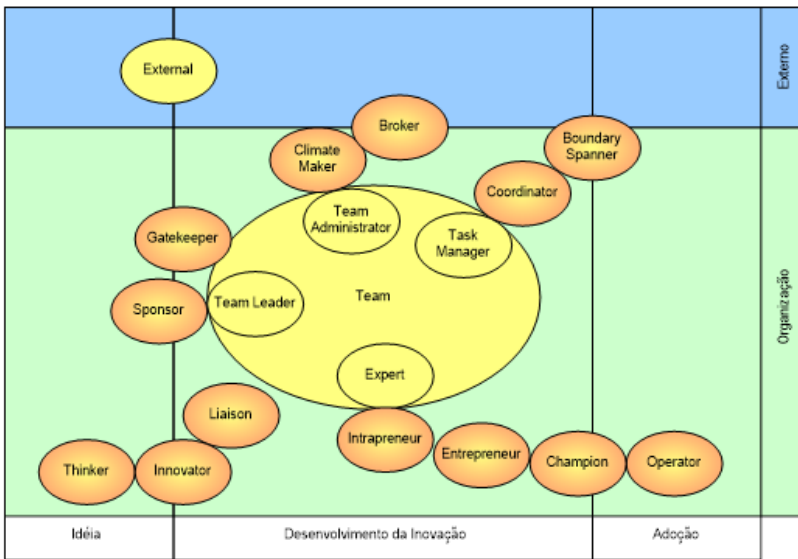 External
Externo
Broker
Climate
Maker
Boundary
Spanner
Coordinator
Team
Administrator
Task
Manager
Gatekeeper
Sponsor
Team Leader
Team
Organização
Expert
Liaison
Intrapreneur
Entrepreneur
Thinker
Innovator
Champion
Operator
Idéia
Desenvolvimento da Inovação
Adoção